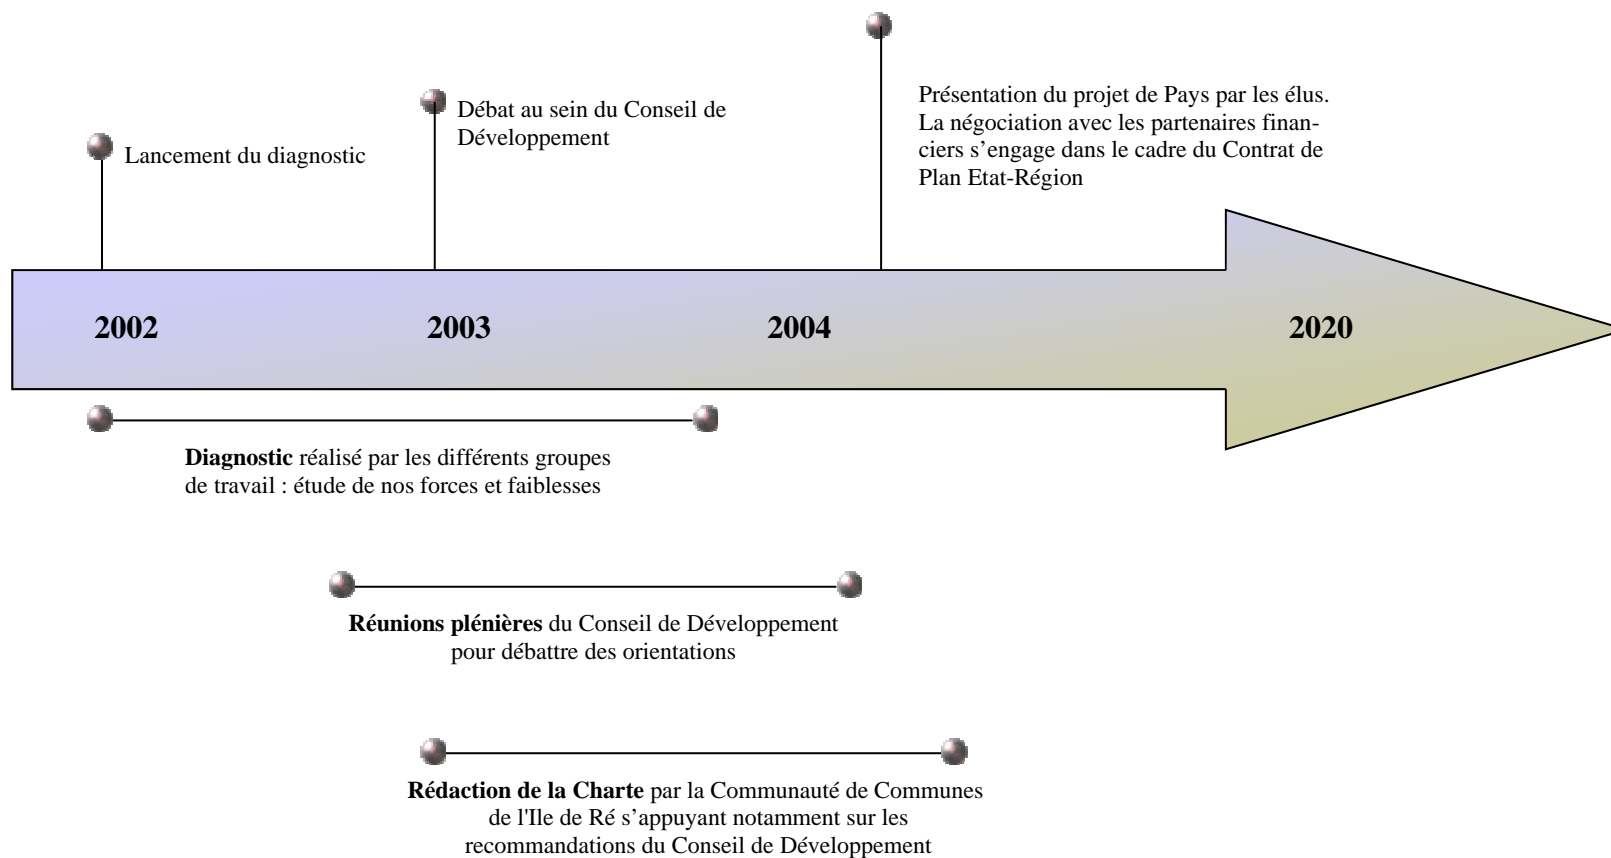 Lancement du diagnostic
Débat au sein du Conseil de
Développement
Présentation du projet de Pays par les élus.
La négociation avec les partenaires finan-
ciers s’engage dans le cadre du Contrat de
Plan Etat-Région
2002
2003
2004
2020
Diagnostic réalisé par les différents groupes
de travail : étude de nos forces et faiblesses
Réunions plénières du Conseil de Développement
pour débattre des orientations
Rédaction de la Charte par la Communauté de Communes
de l'Ile de Ré s’appuyant notamment sur les
recommandations du Conseil de Développement